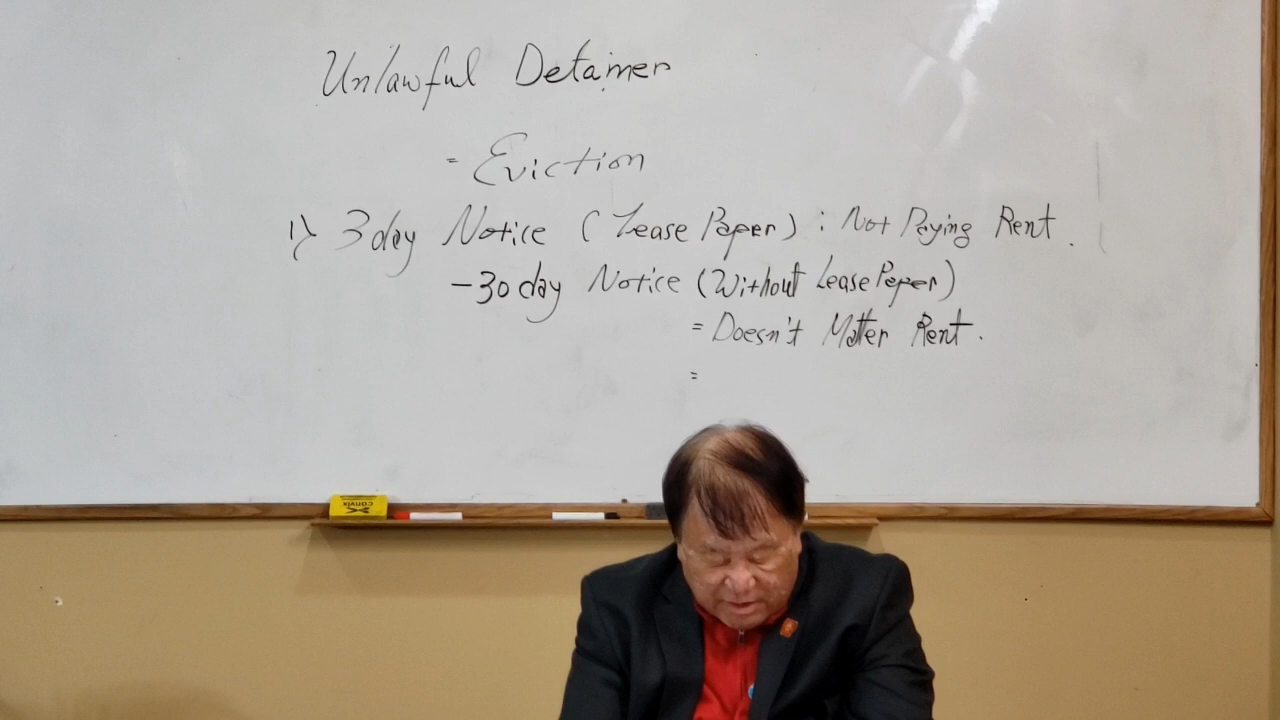 Unlawful Detainer
= Eviction
1> 3 day Notice (Lease Paper) : Not Paying Rent.
- 30 day Notice (Without Lease Paper)
= Doesn't Matter Rent.
=
convix